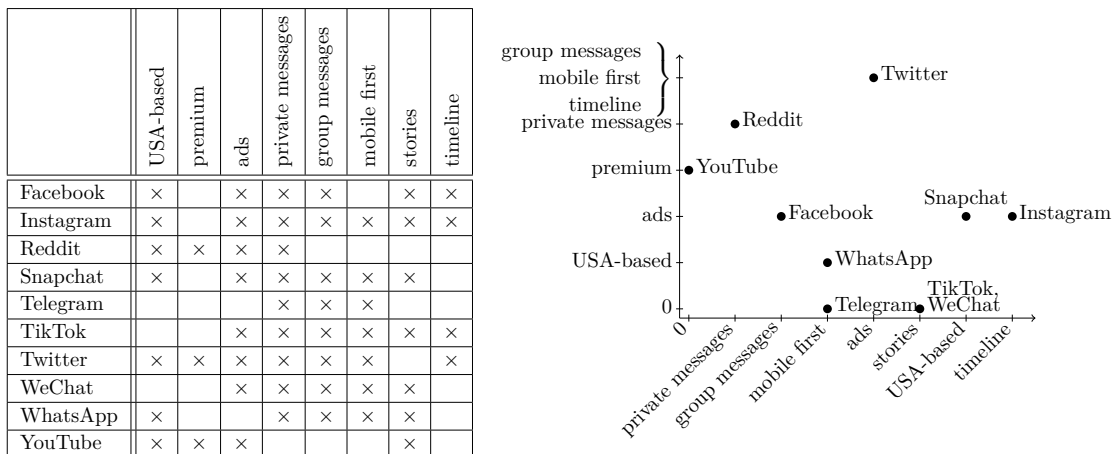 USA-based premium ads private messages group messages mobile first stories timeline
Facebook × × × × × ×
Instagram × × × × × × ×
Reddit × × × ×
Snapchat × × × × × ×
Telegram × × ×
TikTok × × × × × ×
Twitter × × × × × × ×
WeChat × × × × ×
WhatsApp × × × × ×
YouTube × × × ×
group messages
mobile first
timeline
private messages
premium
ads
USA-based
0
Twitter
Reddit
YouTube
Snapchat
Facebook
Instagram
WhatsApp
TikTok,
WeChat
Telegram
0
private messages
group messages
mobile first
ads
stories
USA-based
timeline